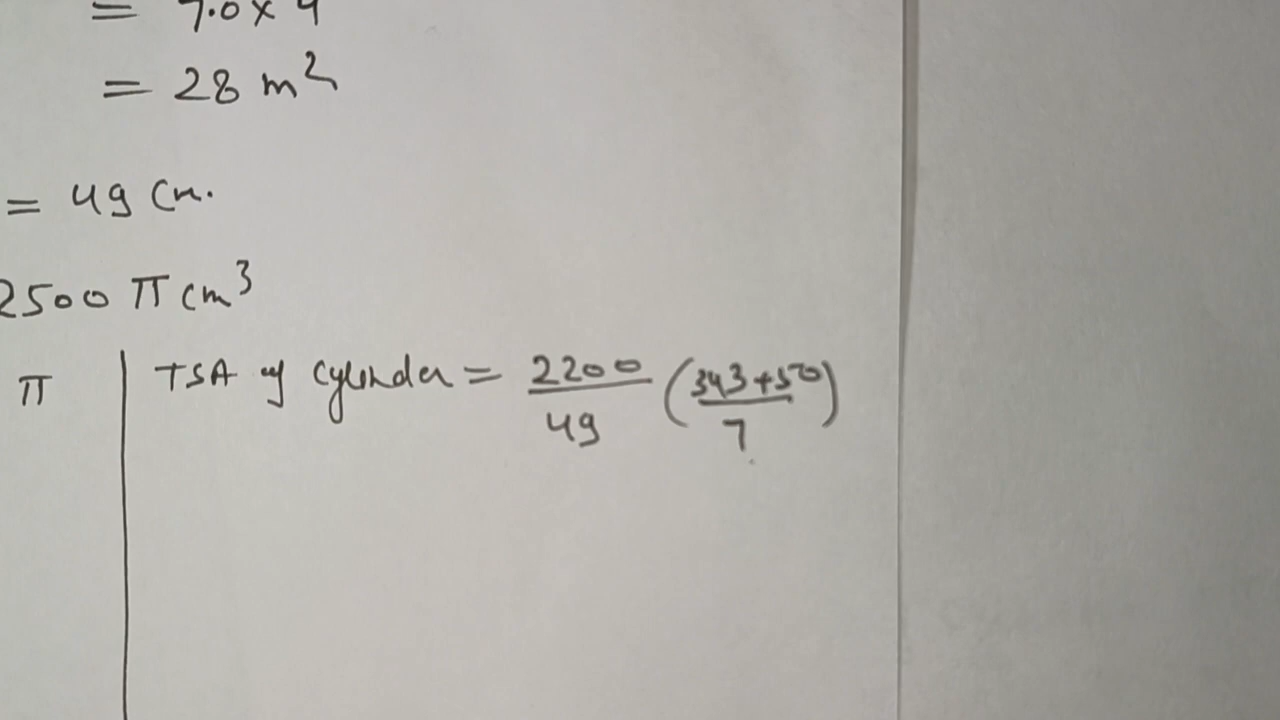 = 7.0 x 4
= 28 m²
= 49 cm.
2500 π cm³
π | TSA of cylinder = 2200/49 (343+50/7)